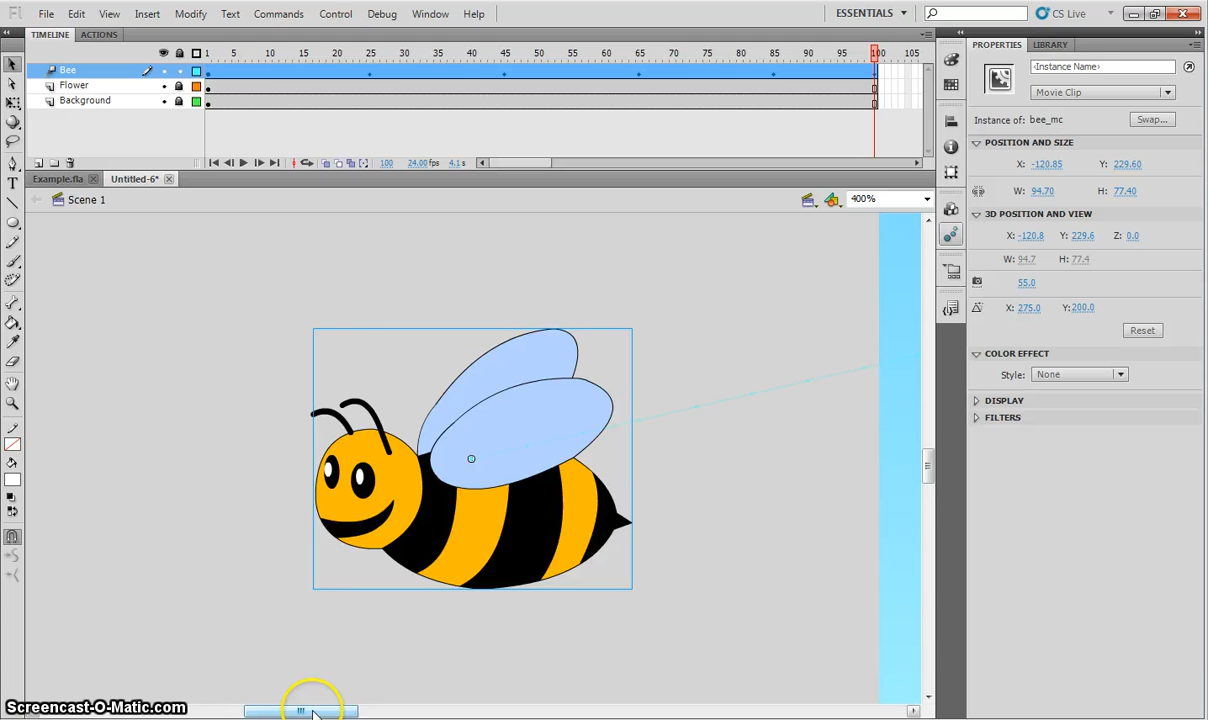 Fl File Edit View Insert Modify Text Commands Control Debug Window Help ESSENTIALS CS Live
TIMELINE ACTIONS
1 5 10 15 20 25 30 35 40 45 50 55 60 65 70 75 80 85 90 95 100 105
Bee
Flower
Background
100 24.00 fps 4.1 s
Example.fla Untitled-6*
Scene 1 400%
PROPERTIES LIBRARY
<Instance Name>
Movie Clip
Instance of: bee_mc Swap...
POSITION AND SIZE
X: -120.85 Y: 229.60
W: 94.70 H: 77.40
3D POSITION AND VIEW
X: -120.8 Y: 229.6 Z: 0.0
W: 94.7 H: 77.4
55.0
X: 275.0 Y: 200.0
Reset
COLOR EFFECT
Style: None
DISPLAY
FILTERS
Screencast-O-Matic.com